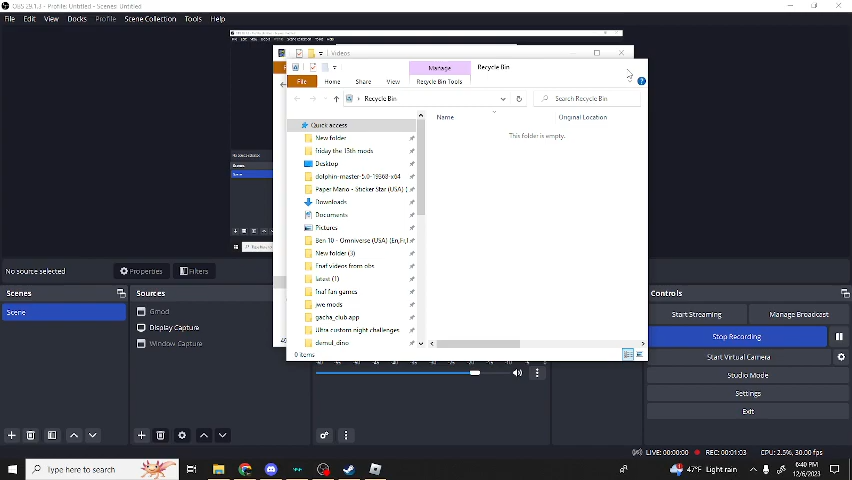 OBS 29.1.3 - Profile: Untitled - Scenes: Untitled
File Edit View Docks Profile Scene Collection Tools Help
Videos
Manage Recycle Bin
File Home Share View Recycle Bin Tools
Recycle Bin Search Recycle Bin
Name Original Location
This folder is empty.
Quick access
New folder
friday the 13th mods
Desktop
dolphin-master-5.0-19368-x64
Paper Mario - Sticker Star (USA) (
Downloads
Documents
Pictures
Ben 10 - Omniverse (USA) (En,Fr,
New folder (3)
Fnaf videos from obs
latest (1)
fnaf fan games
jwe mods
gacha_club app
Ultra custom night challenges
demul_dino
0 items
No source selected Properties Filters
Scenes Sources Controls
Scene
Gmod
Display Capture
Window Capture
Start Streaming Manage Broadcast
Stop Recording
Start Virtual Camera
Studio Mode
Settings
Exit
LIVE: 00:00:00 REC: 00:01:03 CPU: 2.5%, 30.00 fps
Type here to search 47°F Light rain 6:40 PM
12/6/2023